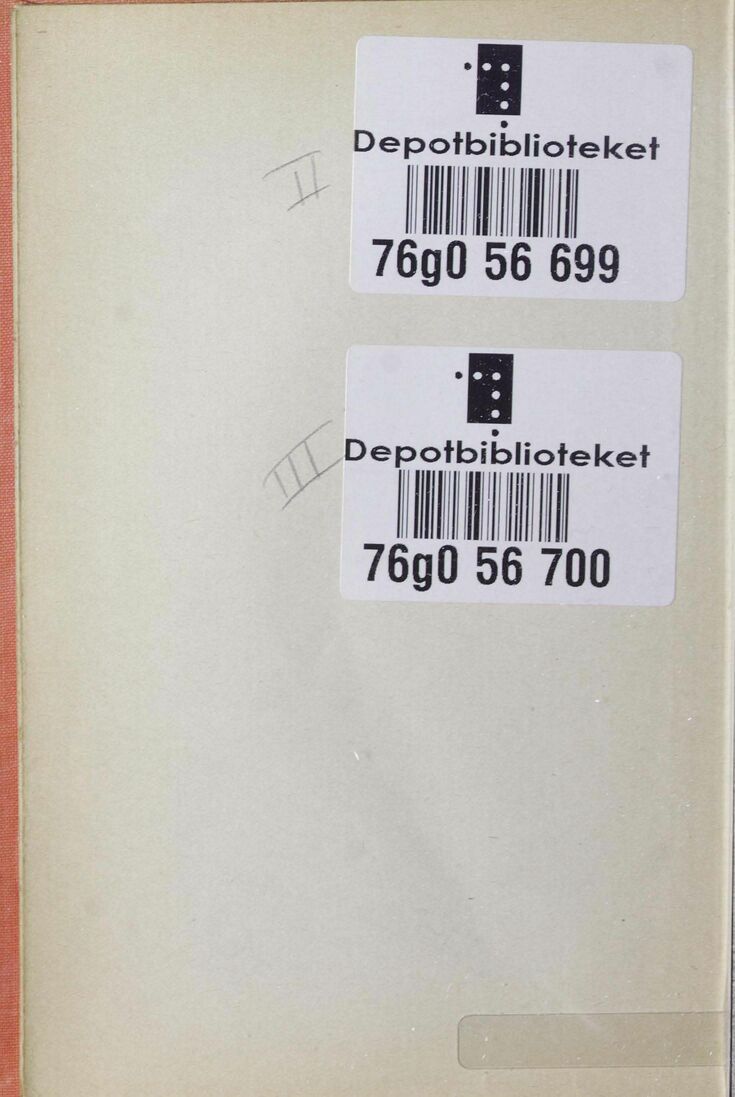 II
Depotbiblioteket
76g0 56 699
III
Depotbiblioteket
76g0 56 700